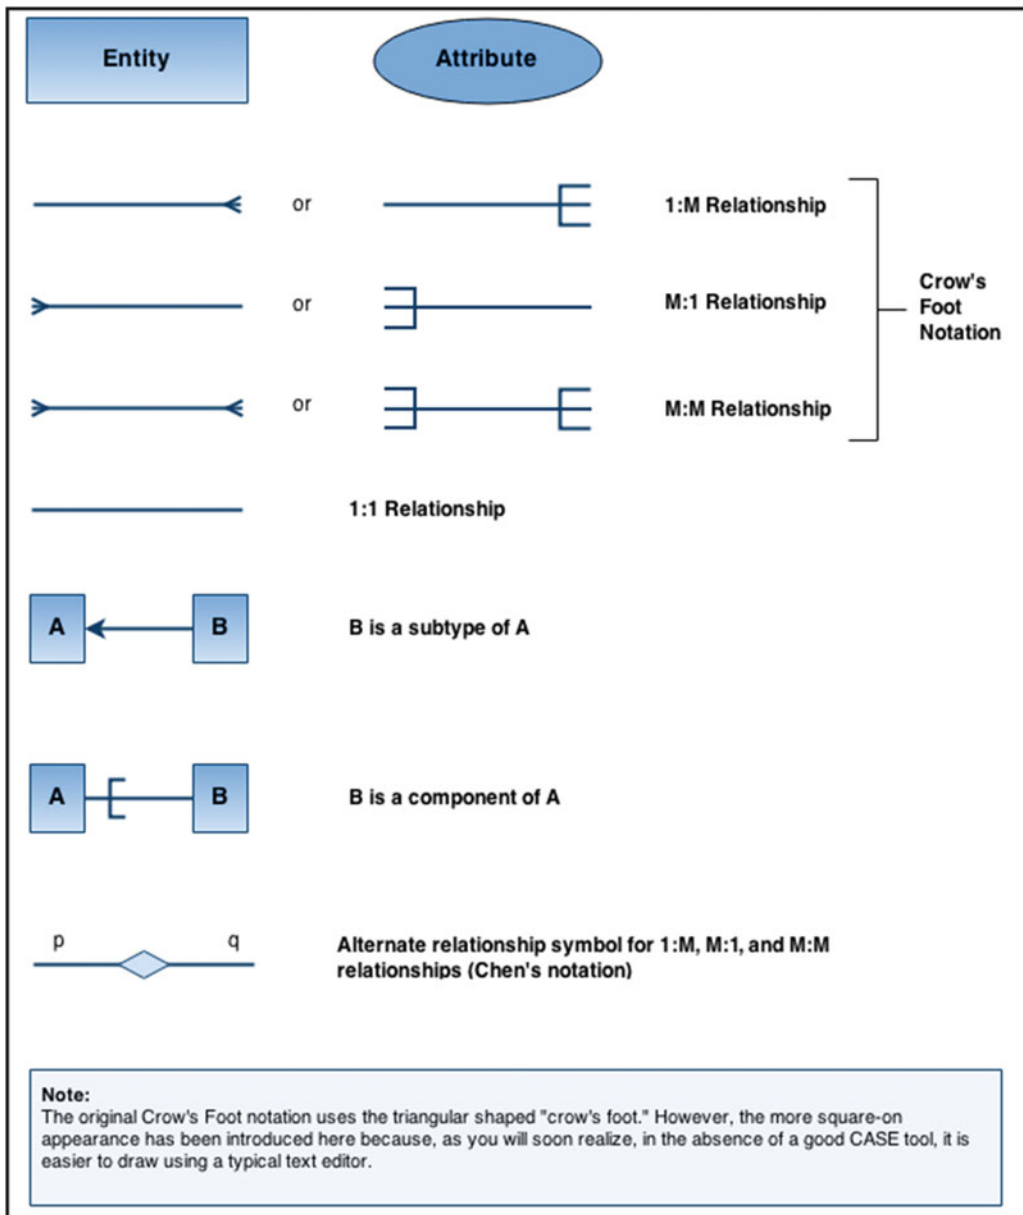 Entity
Attribute
or
1:M Relationship
or
M:1 Relationship
or
M:M Relationship
Crow's
Foot
Notation
1:1 Relationship
A
B
B is a subtype of A
A
B
B is a component of A
p
q
Alternate relationship symbol for 1:M, M:1, and M:M
relationships (Chen's notation)
Note:
The original Crow's Foot notation uses the triangular shaped "crow's foot." However, the more square-on
appearance has been introduced here because, as you will soon realize, in the absence of a good CASE tool, it is
easier to draw using a typical text editor.